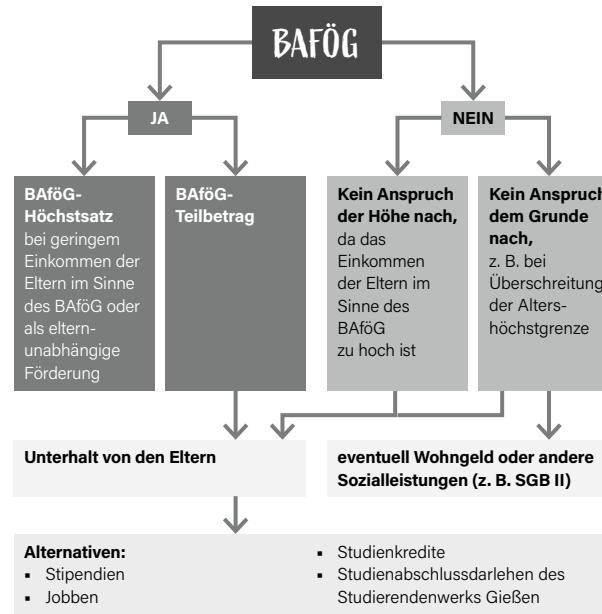 BAFÖG
JA
NEIN
BAföG-
Höchstsatz
bei geringem
Einkommen der
Eltern im Sinne
des BAföG oder
als eltern-
unabhängige
Förderung
BAföG-
Teilbetrag
Kein Anspruch
der Höhe nach,
da das
Einkommen
der Eltern im
Sinne des
BAföG
zu hoch ist
Kein Anspruch
dem Grunde
nach,
z. B. bei
Überschreitung
der Alters-
höchstgrenze
Unterhalt von den Eltern
eventuell Wohngeld oder andere
Sozialleistungen (z. B. SGB II)
Alternativen:
▪ Stipendien
▪ Jobben
▪ Studienkredite
▪ Studienabschlussdarlehen des
Studierendenwerks Gießen